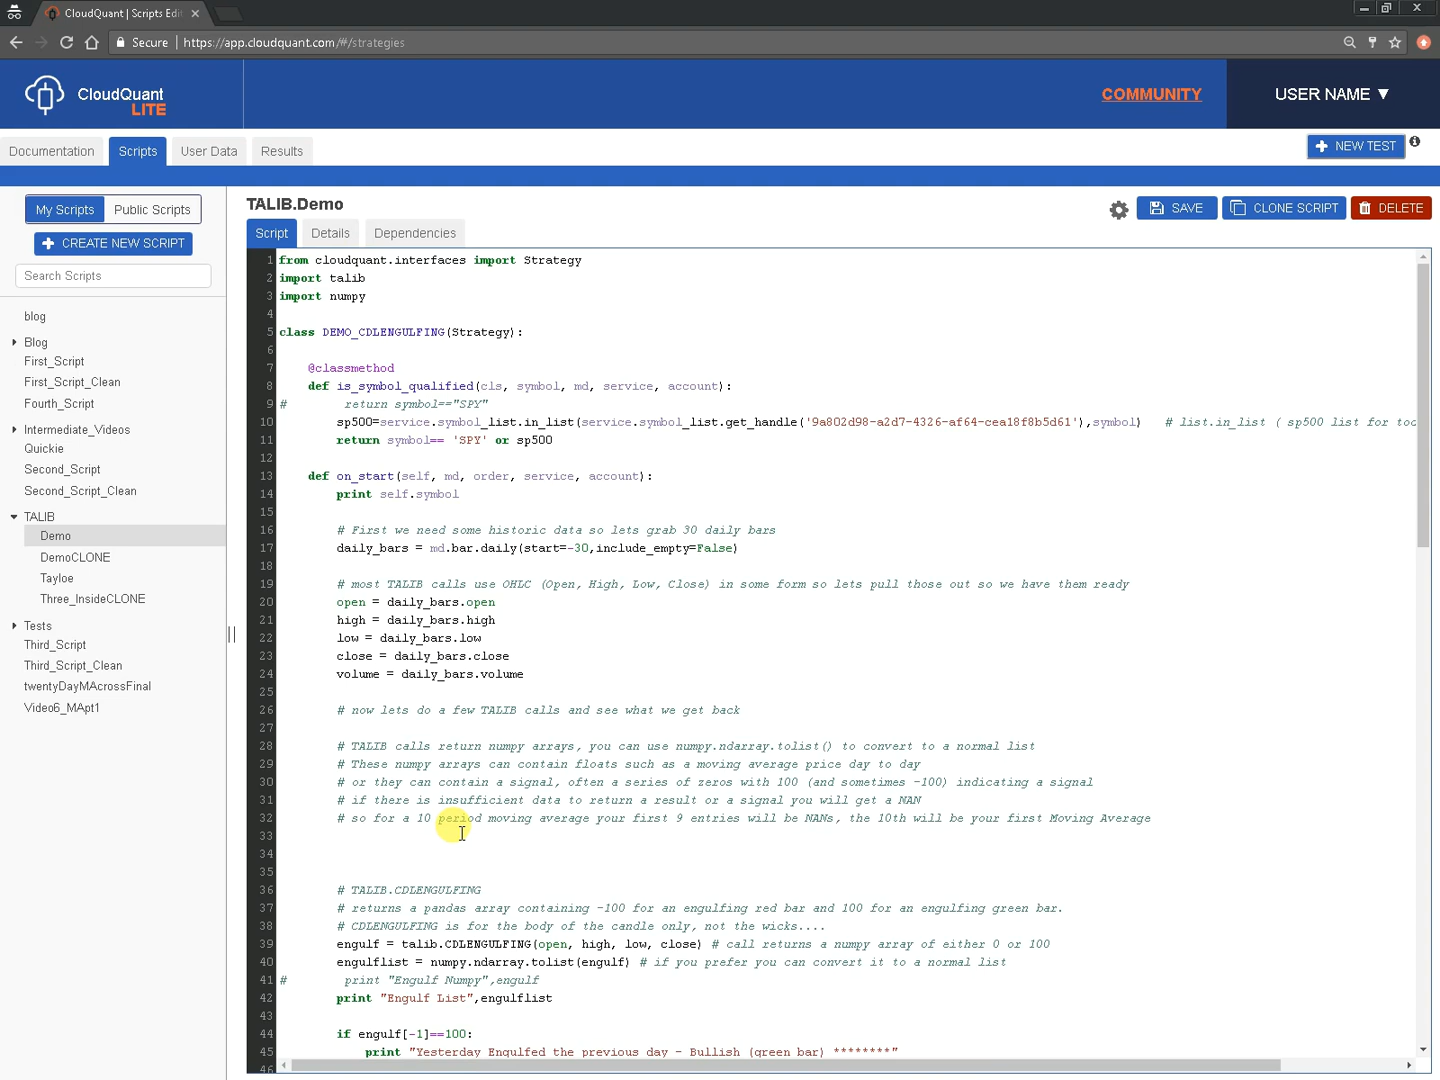 CloudQuant | Scripts Edit
Secure | https://app.cloudquant.com/#/strategies
CloudQuant
LITE
COMMUNITY
USER NAME ▼
Documentation
Scripts
User Data
Results
+ NEW TEST
My Scripts
Public Scripts
+ CREATE NEW SCRIPT
Search Scripts
blog
Blog
First_Script
First_Script_Clean
Fourth_Script
Intermediate_Videos
Quickie
Second_Script
Second_Script_Clean
TALIB
Demo
DemoCLONE
Tayloe
Three_InsideCLONE
Tests
Third_Script
Third_Script_Clean
twentyDayMAcrossFinal
Video6_MApt1
TALIB.Demo
SAVE
CLONE SCRIPT
DELETE
Script
Details
Dependencies
1 from cloudquant.interfaces import Strategy
2 import talib
3 import numpy
4
5 class DEMO_CDLENGULFING(Strategy):
6
7     @classmethod
8     def is_symbol_qualified(cls, symbol, md, service, account):
9 #        return symbol=="SPY"
10         sp500=service.symbol_list.in_list(service.symbol_list.get_handle('9a802d98-a2d7-4326-af64-cea18f8b5d61'),symbol)   # list.in_list ( sp500 list for toc
11         return symbol== 'SPY' or sp500
12
13     def on_start(self, md, order, service, account):
14         print self.symbol
15
16         # First we need some historic data so lets grab 30 daily bars
17         daily_bars = md.bar.daily(start=-30,include_empty=False)
18
19         # most TALIB calls use OHLC (Open, High, Low, Close) in some form so lets pull those out so we have them ready
20         open = daily_bars.open
21         high = daily_bars.high
22         low = daily_bars.low
23         close = daily_bars.close
24         volume = daily_bars.volume
25
26         # now lets do a few TALIB calls and see what we get back
27
28         # TALIB calls return numpy arrays, you can use numpy.ndarray.tolist() to convert to a normal list
29         # These numpy arrays can contain floats such as a moving average price day to day
30         # or they can contain a signal, often a series of zeros with 100 (and sometimes -100) indicating a signal
31         # if there is insufficient data to return a result or a signal you will get a NAN
32         # so for a 10 period moving average your first 9 entries will be NANs, the 10th will be your first Moving Average
33
34
35
36         # TALIB.CDLENGULFING
37         # returns a pandas array containing -100 for an engulfing red bar and 100 for an engulfing green bar.
38         # CDLENGULFING is for the body of the candle only, not the wicks....
39         engulf = talib.CDLENGULFING(open, high, low, close) # call returns a numpy array of either 0 or 100
40         engulflist = numpy.ndarray.tolist(engulf) # if you prefer you can convert it to a normal list
41 #        print "Engulf Numpy",engulf
42         print "Engulf List",engulflist
43
44         if engulf[-1]==100:
45             print "Yesterday Engulfed the previous day - Bullish (green bar) ********"
46